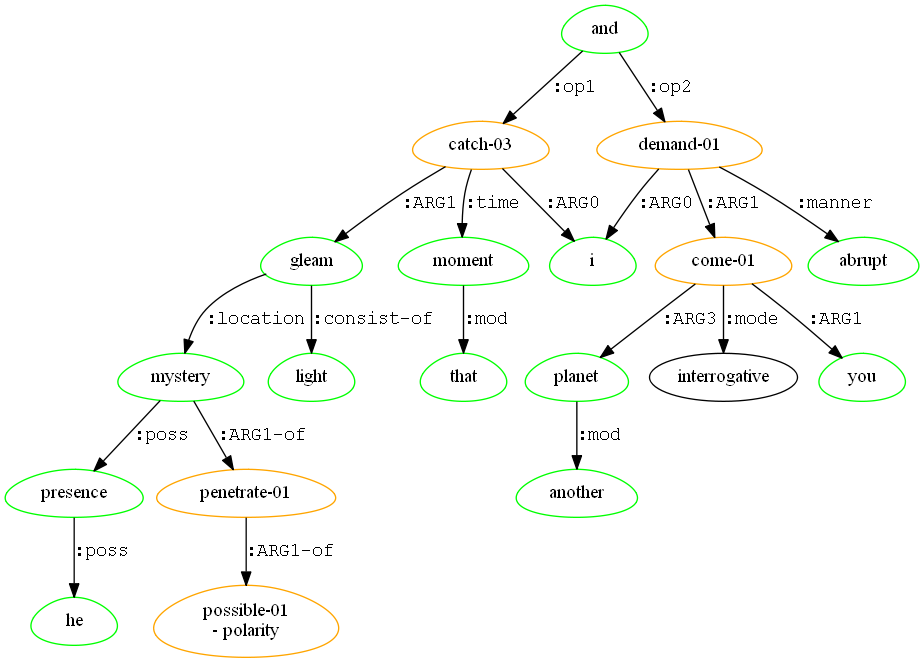 and
:op1
:op2
catch-03
demand-01
:ARG1
:time
:ARG0
:ARG0
:ARG1
:manner
gleam
moment
i
come-01
abrupt
:location
:consist-of
:mod
:ARG3
:mode
:ARG1
mystery
light
that
planet
interrogative
you
:poss
:ARG1-of
:mod
presence
penetrate-01
another
:poss
:ARG1-of
he
possible-01
- polarity